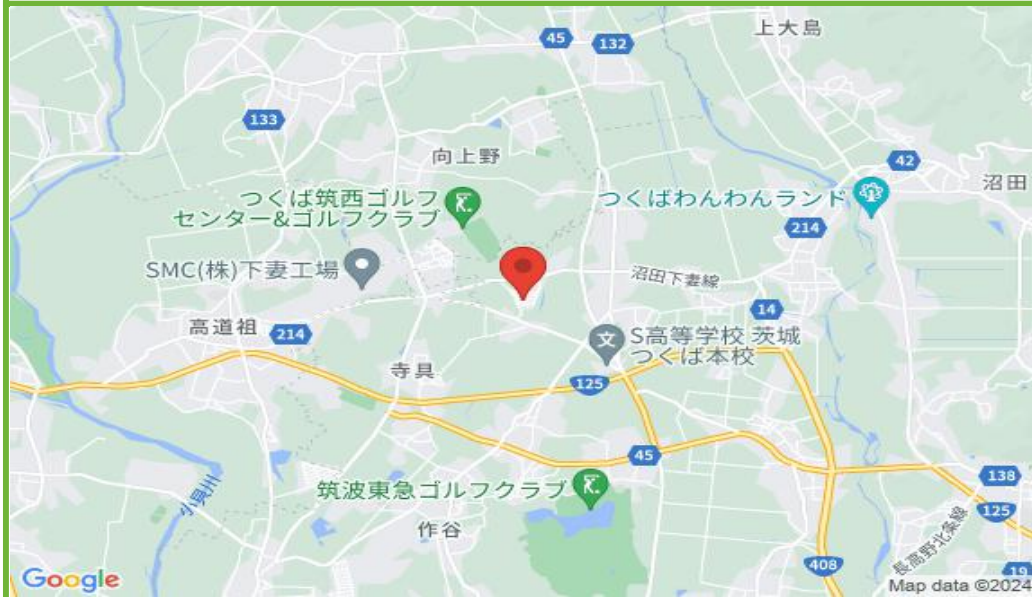 上大島
45
132
133
向上野
42
沼田
つくば筑西ゴルフ
センター&ゴルフクラブ
つくばわんわんランド
214
SMC(株)下妻工場
沼田下妻線
14
高道祖
214
S高等学校 茨城
つくば本校
寺具
125
45
筑波東急ゴルフクラブ
138
小貝川
125
作谷
長高野北条線
408
19
Google
Map data ©2024